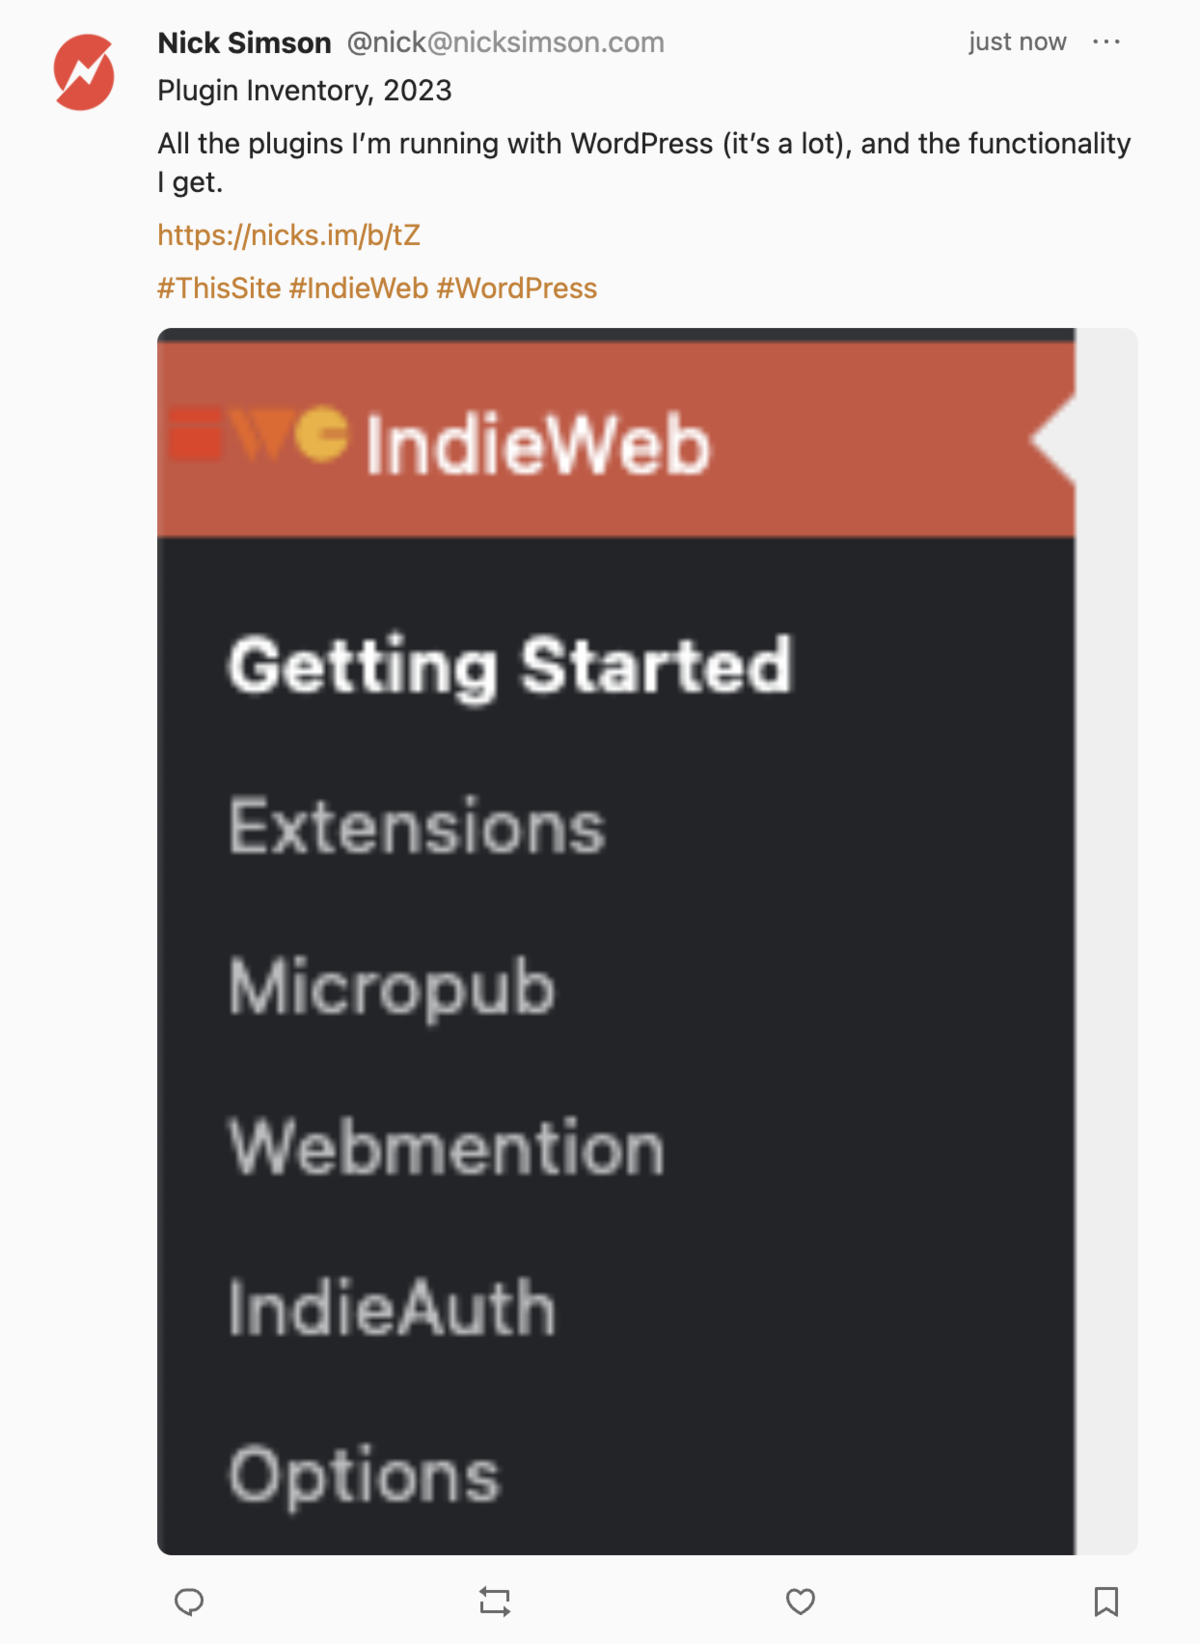 Nick Simson @nick@nicksimson.com just now
Plugin Inventory, 2023
All the plugins I’m running with WordPress (it’s a lot), and the functionality
I get.
https://nicks.im/b/tZ
#ThisSite #IndieWeb #WordPress
IndieWeb
Getting Started
Extensions
Micropub
Webmention
IndieAuth
Options